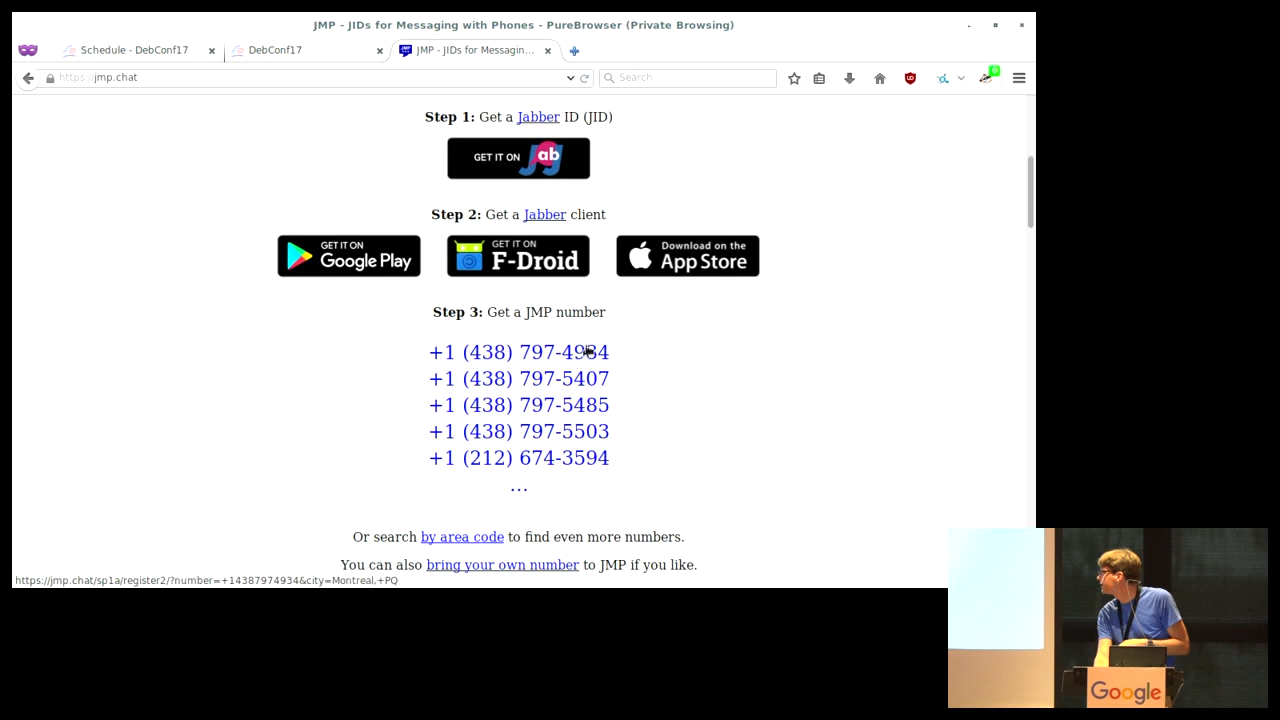 JMP - JIDs for Messaging with Phones - PureBrowser (Private Browsing)
Schedule - DebConf17
DebConf17
JMP - JIDs for Messagin...
https://jmp.chat
Search
Step 1: Get a Jabber ID (JID)
GET IT ON Jab
Step 2: Get a Jabber client
GET IT ON Google Play
GET IT ON F-Droid
Download on the App Store
Step 3: Get a JMP number
+1 (438) 797-4934
+1 (438) 797-5407
+1 (438) 797-5485
+1 (438) 797-5503
+1 (212) 674-3594
...
Or search by area code to find even more numbers.
You can also bring your own number to JMP if you like.
https://jmp.chat/sp1a/register2/?number=+14387974934&city=Montreal,+PQ
Google